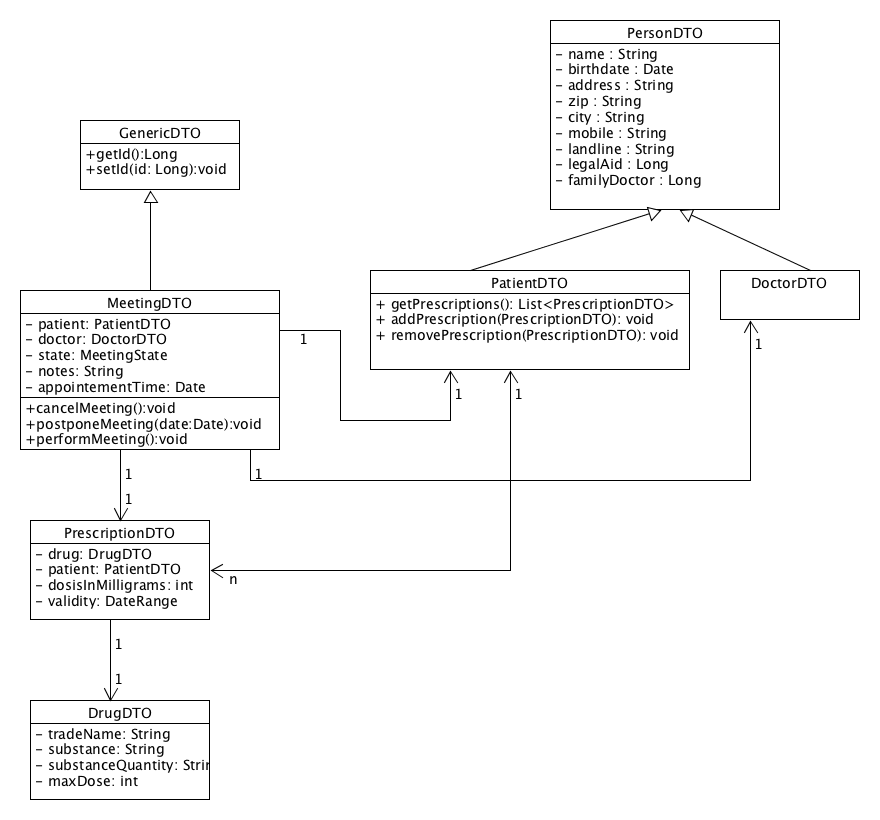 PersonDTO
- name : String
- birthdate : Date
- address : String
- zip : String
- city : String
- mobile : String
- landline : String
- legalAid : Long
- familyDoctor : Long
GenericDTO
+getId():Long
+setId(id: Long):void
PatientDTO
+ getPrescriptions(): List<PrescriptionDTO>
+ addPrescription(PrescriptionDTO): void
+ removePrescription(PrescriptionDTO): void
DoctorDTO
MeetingDTO
- patient: PatientDTO
- doctor: DoctorDTO
- state: MeetingState
- notes: String
- appointementTime: Date
+cancelMeeting():void
+postponeMeeting(date:Date):void
+performMeeting():void
1
1
1
1
1
1
1
PrescriptionDTO
- drug: DrugDTO
- patient: PatientDTO
- dosisInMilligrams: int
- validity: DateRange
n
1
1
DrugDTO
- tradeName: String
- substance: String
- substanceQuantity: Strir
- maxDose: int